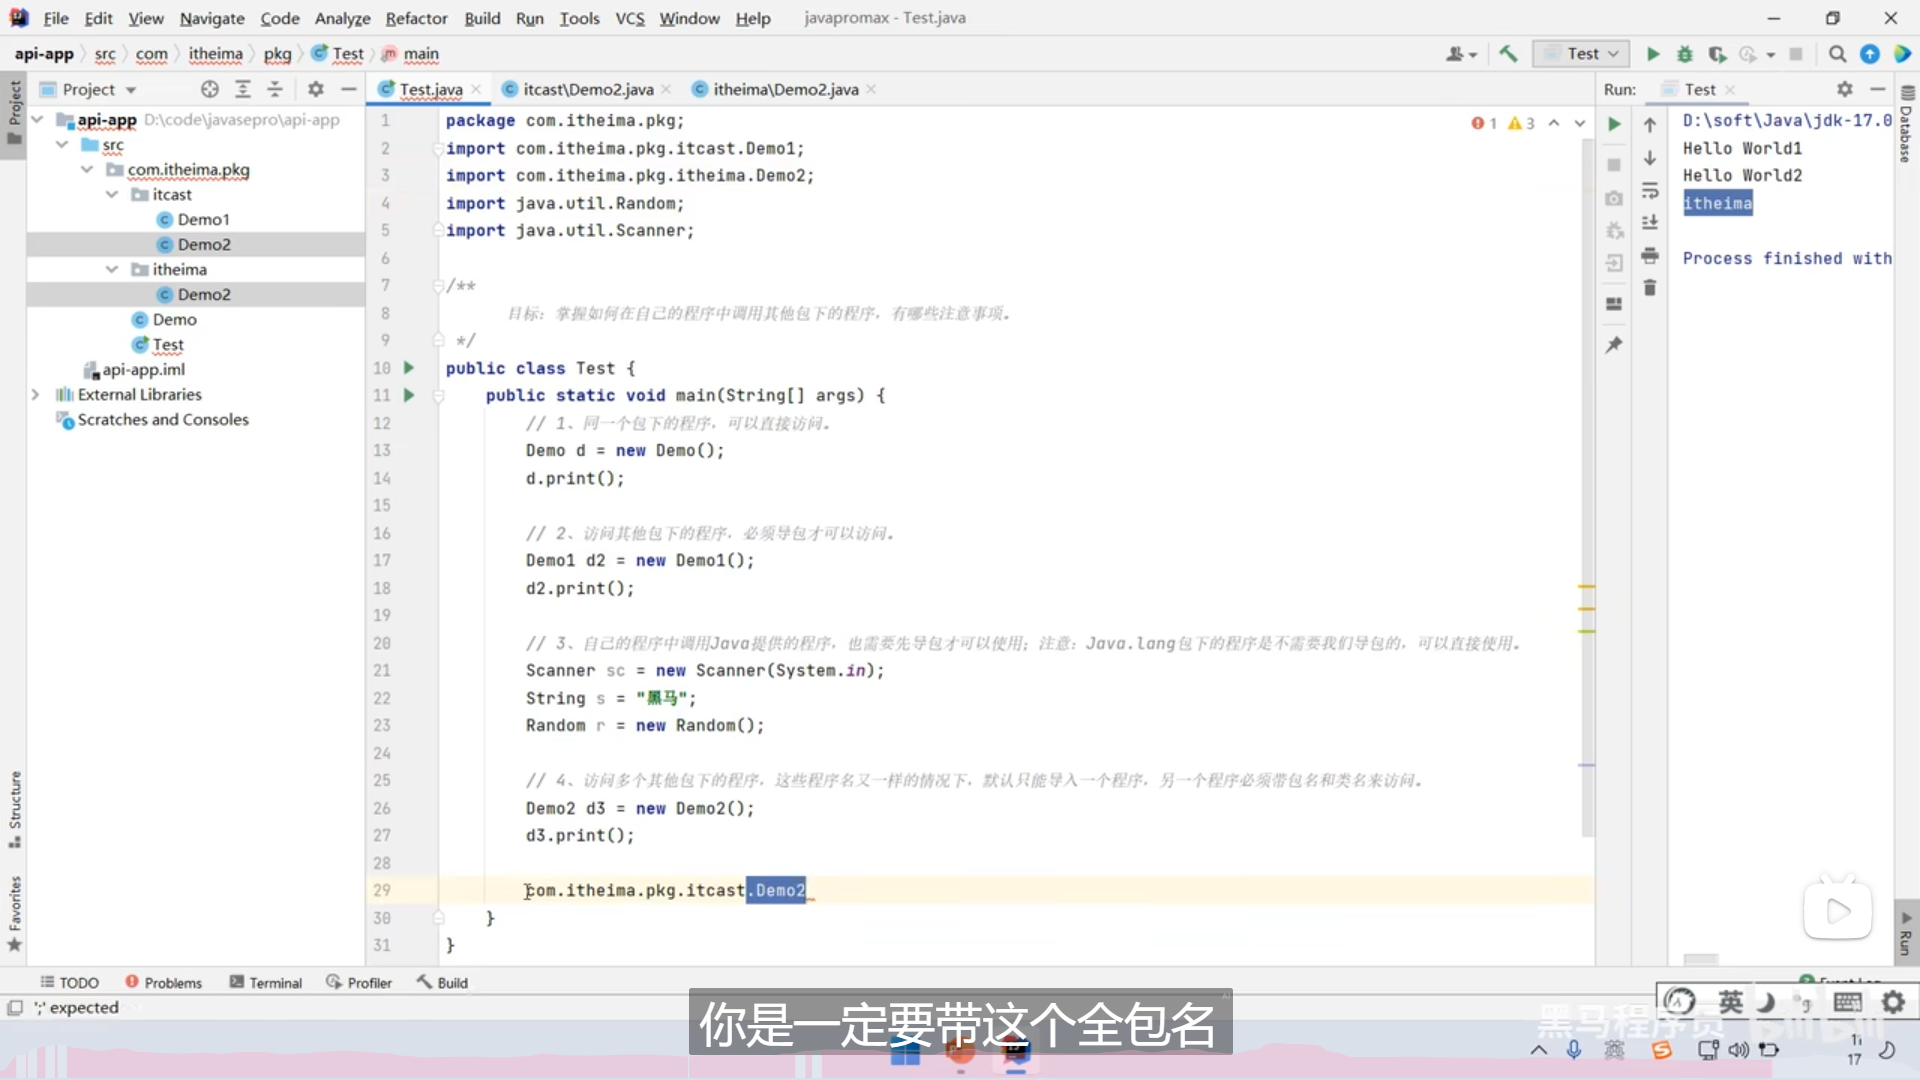 File Edit View Navigate Code Analyze Refactor Build Run Tools VCS Window Help javapromax - Test.java
api-app src com itheima pkg Test main
Test
Project
Test.java itcast\Demo2.java itheima\Demo2.java
Run: Test
Project
Database
api-app D:\code\javasepro\api-app
src
com.itheima.pkg
itcast
Demo1
Demo2
itheima
Demo2
Demo
Test
api-app.iml
External Libraries
Scratches and Consoles
1 package com.itheima.pkg;
2 import com.itheima.pkg.itcast.Demo1;
3 import com.itheima.pkg.itheima.Demo2;
4 import java.util.Random;
5 import java.util.Scanner;
6
7 /**
8 目标：掌握如何在自己的程序中调用其他包下的程序，有哪些注意事项。
9 */
10 public class Test {
11 public static void main(String[] args) {
12 // 1、同一个包下的程序，可以直接访问。
13 Demo d = new Demo();
14 d.print();
15
16 // 2、访问其他包下的程序，必须导包才可以访问。
17 Demo1 d2 = new Demo1();
18 d2.print();
19
20 // 3、自己的程序中调用Java提供的程序，也需要先导包才可以使用；注意：Java.lang包下的程序是不需要我们导包的，可以直接使用。
21 Scanner sc = new Scanner(System.in);
22 String s = "黑马";
23 Random r = new Random();
24
25 // 4、访问多个其他包下的程序，这些程序名又一样的情况下，默认只能导入一个程序，另一个程序必须带包名和类名来访问。
26 Demo2 d3 = new Demo2();
27 d3.print();
28
29 com.itheima.pkg.itcast.Demo2
30 }
31 }
1 3
D:\soft\Java\jdk-17.0
Hello World1
Hello World2
itheima
Process finished with
Structure
Favorites
Run
TODO Problems Terminal Profiler Build
';' expected
你是一定要带这个全包名
英
黑马程序员
英
17